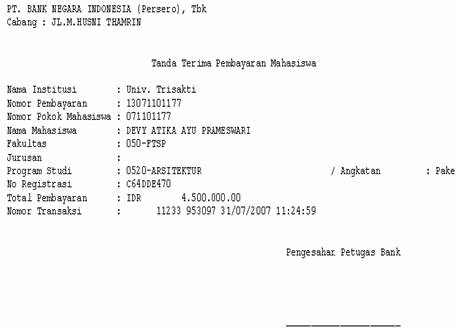 PT. BANK NEGARA INDONESIA (Persero), Tbk
Cabang : JL.M.HUSNI THAMRIN
Tanda Terima Pembayaran Mahasiswa
Nama Institusi : Univ. Trisakti
Nomor Pembayaran : 13071101177
Nomor Pokok Mahasiswa : 071101177
Nama Mahasiswa : DEVY ATIKA AYU PRAMESWARI
Fakultas : 050-FTSP
Jurusan :
Program Studi : 0520-ARSITEKTUR / Angkatan : Pake
No Registrasi : C64DDE470
Total Pembayaran : IDR 4.500.000.00
Nomor Transaksi : 11233 953097 31/07/2007 11:24:59
Pengesahan Petugas Bank